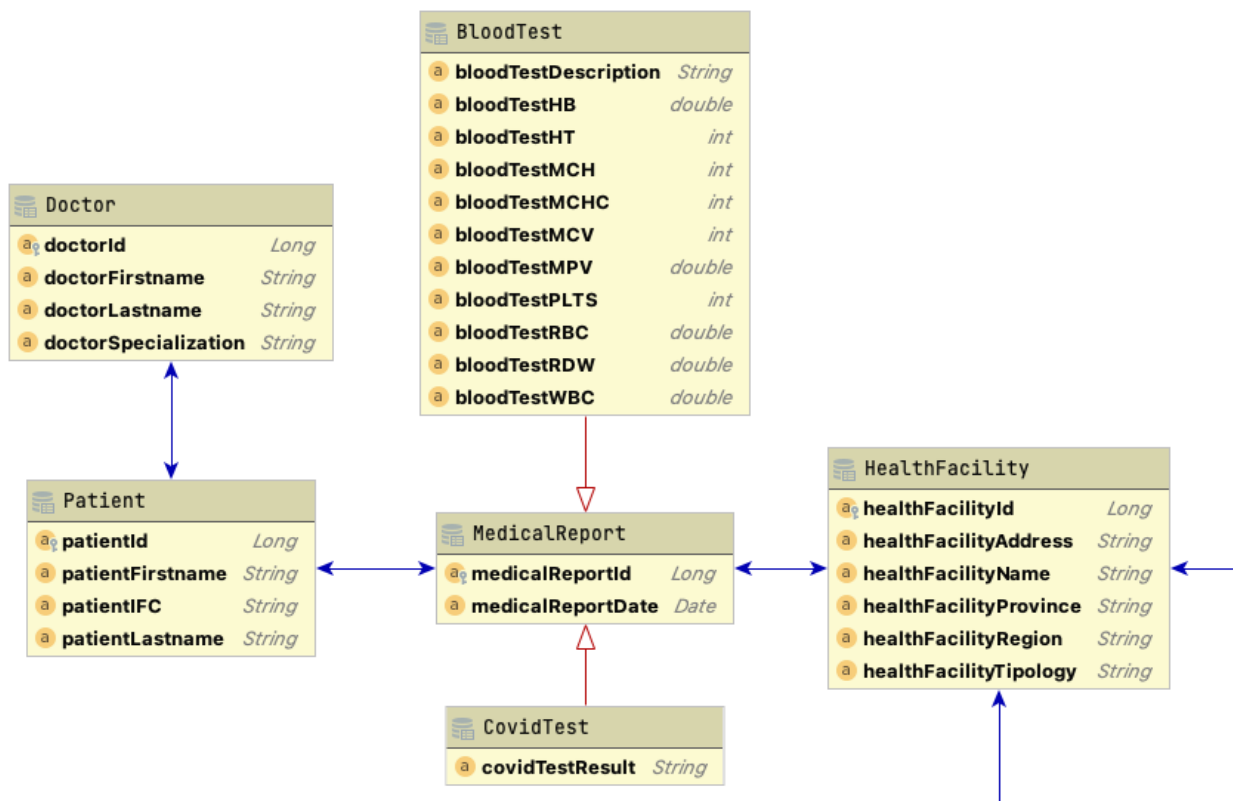 BloodTest
bloodTestDescription String
bloodTestHB double
bloodTestHT int
bloodTestMCH int
bloodTestMCHC int
bloodTestMCV int
bloodTestMPV double
bloodTestPLTS int
bloodTestRBC double
bloodTestRDW double
bloodTestWBC double
Doctor
doctorId Long
doctorFirstname String
doctorLastname String
doctorSpecialization String
Patient
patientId Long
patientFirstname String
patientIFC String
patientLastname String
MedicalReport
medicalReportId Long
medicalReportDate Date
HealthFacility
healthFacilityId Long
healthFacilityAddress String
healthFacilityName String
healthFacilityProvince String
healthFacilityRegion String
healthFacilityTipology String
CovidTest
covidTestResult String